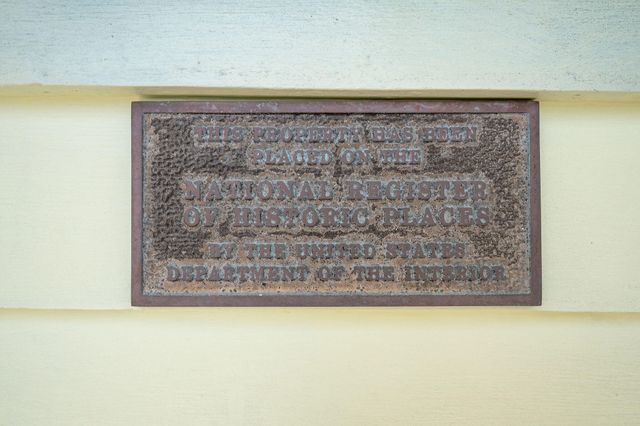 THIS PROPERTY HAS BEEN
PLACED ON THE
NATIONAL REGISTER
OF HISTORIC PLACES
BY THE UNITED STATES
DEPARTMENT OF THE INTERIOR